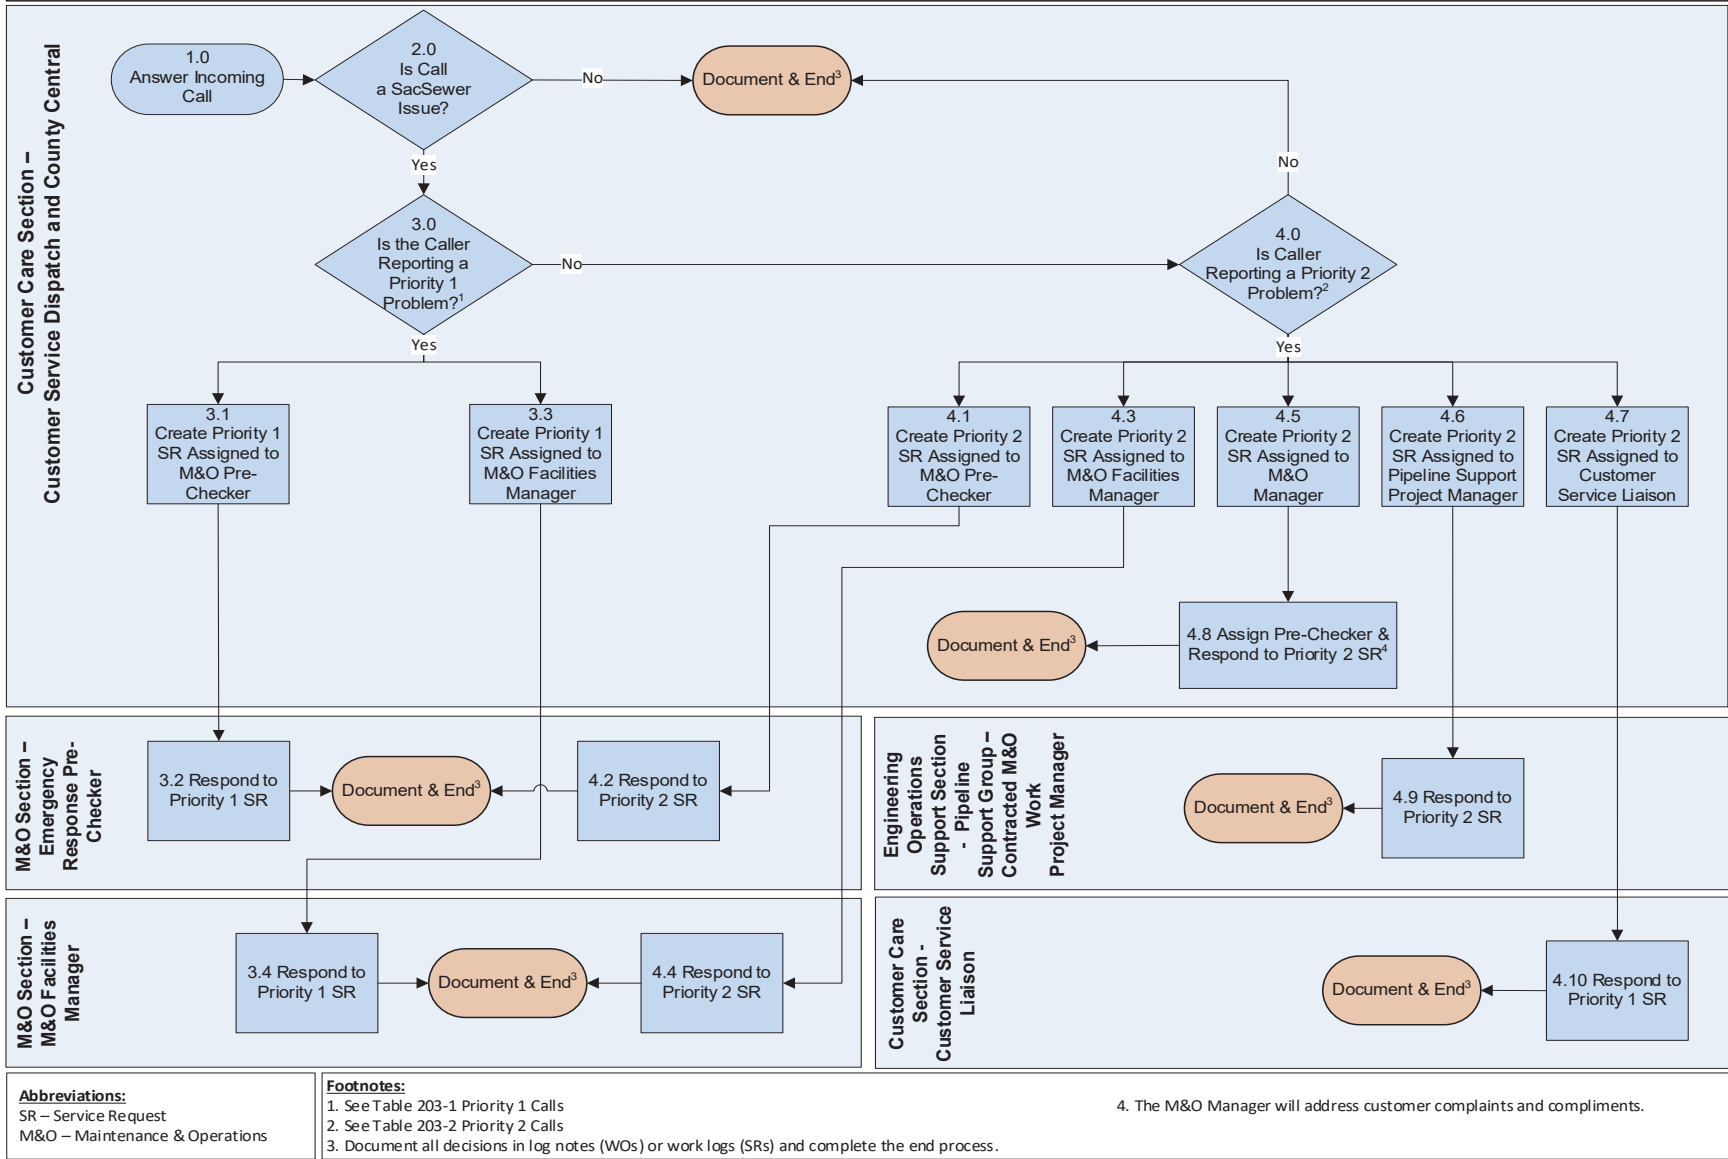 Customer Care Section –
Customer Service Dispatch and County Central
1.0
Answer Incoming
Call
2.0
Is Call
a SacSewer
Issue?
No
Document & End³
Yes
No
3.0
Is the Caller
Reporting a
Priority 1
Problem?¹
No
4.0
Is Caller
Reporting a Priority 2
Problem?²
Yes
Yes
3.1
Create Priority 1
SR Assigned to
M&O Pre-
Checker
3.3
Create Priority 1
SR Assigned to
M&O Facilities
Manager
4.1
Create Priority 2
SR Assigned to
M&O Pre-
Checker
4.3
Create Priority 2
SR Assigned to
M&O Facilities
Manager
4.5
Create Priority 2
SR Assigned to
M&O
Manager
4.6
Create Priority 2
SR Assigned to
Pipeline Support
Project Manager
4.7
Create Priority 2
SR Assigned to
Customer
Service Liaison
Document & End³
4.8 Assign Pre-Checker &
Respond to Priority 2 SR⁴
M&O Section –
Emergency
Response Pre-
Checker
3.2 Respond to
Priority 1 SR
Document & End³
4.2 Respond to
Priority 2 SR
Engineering
Operations
Support Section
- Pipeline
Support Group –
Contracted M&O
Work
Project Manager
Document & End³
4.9 Respond to
Priority 2 SR
M&O Section –
M&O Facilities
Manager
3.4 Respond to
Priority 1 SR
Document & End³
4.4 Respond to
Priority 2 SR
Customer Care
Section -
Customer Service
Liaison
Document & End³
4.10 Respond to
Priority 1 SR
Abbreviations:
SR – Service Request
M&O – Maintenance & Operations
Footnotes:
1. See Table 203-1 Priority 1 Calls
2. See Table 203-2 Priority 2 Calls
3. Document all decisions in log notes (WOs) or work logs (SRs) and complete the end process.
4. The M&O Manager will address customer complaints and compliments.